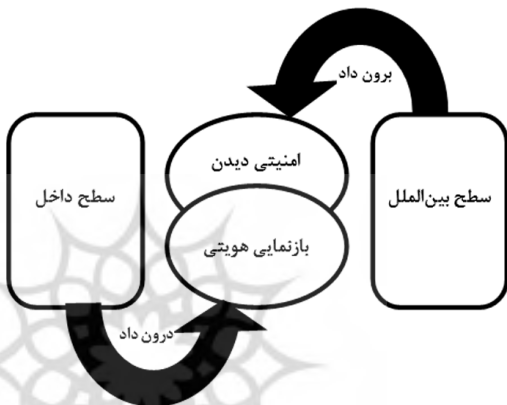 برون داد
امنیتی دیدن
سطح بین‌الملل
سطح داخل
بازنمایی هویتی
درون داد